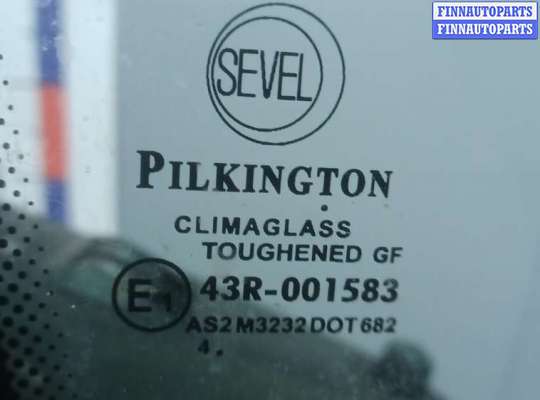 FINNAUTOPARTS
FINNAUTOPARTS
SEVEL
PILKINGTON
CLIMAGLASS
TOUGHENED GF
E1 43R-001583
AS2 M3232 DOT 682
4.